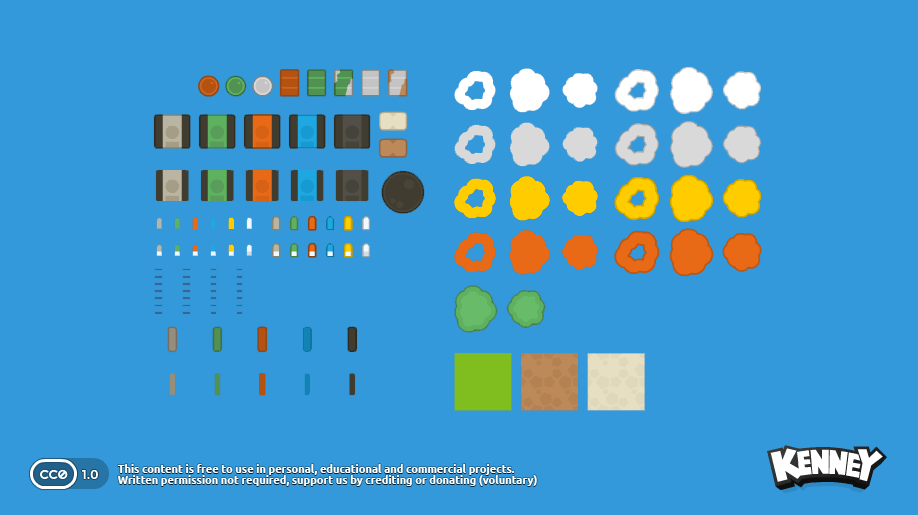 CC0 1.0
This content is free to use in personal, educational and commercial projects.
Written permission not required, support us by crediting or donating (voluntary)
KENNEY